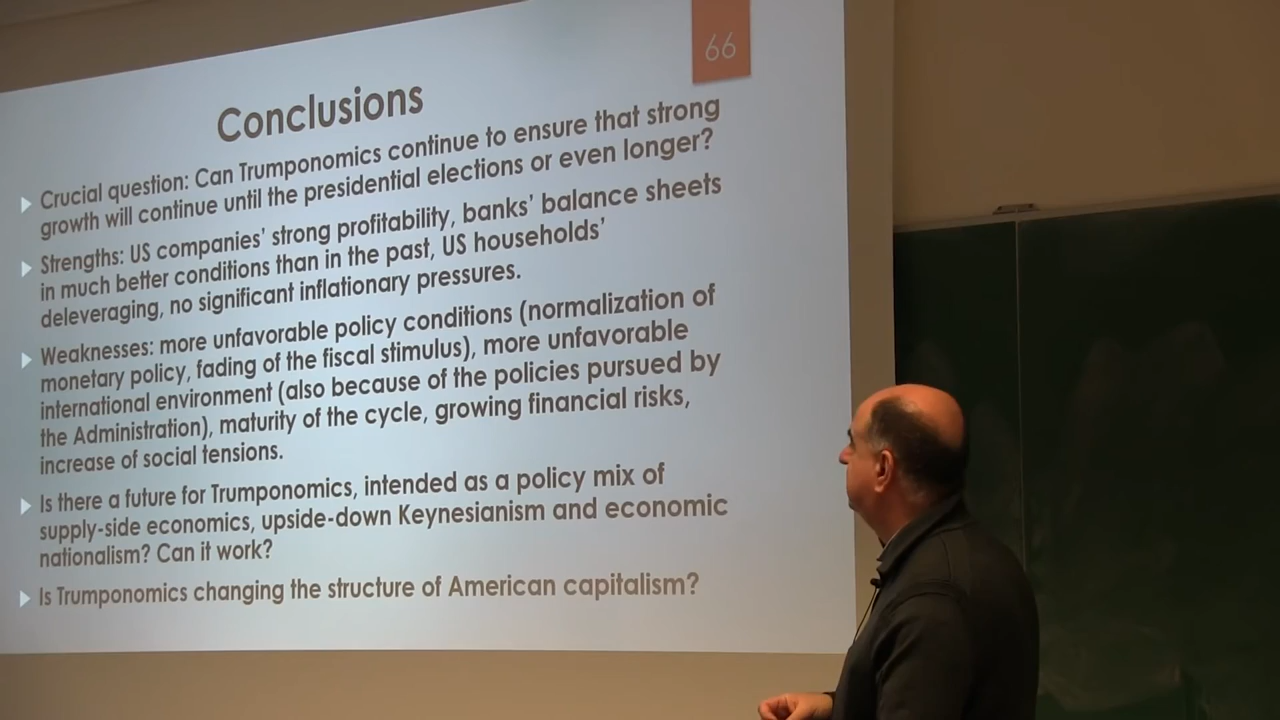 66
Conclusions
Crucial question: Can Trumponomics continue to ensure that strong
growth will continue until the presidential elections or even longer?
Strengths: US companies' strong profitability, banks' balance sheets
in much better conditions than in the past, US households'
deleveraging, no significant inflationary pressures.
Weaknesses: more unfavorable policy conditions (normalization of
monetary policy, fading of the fiscal stimulus), more unfavorable
international environment (also because of the policies pursued by
the Administration), maturity of the cycle, growing financial risks,
increase of social tensions.
Is there a future for Trumponomics, intended as a policy mix of
supply-side economics, upside-down Keynesianism and economic
nationalism? Can it work?
Is Trumponomics changing the structure of American capitalism?